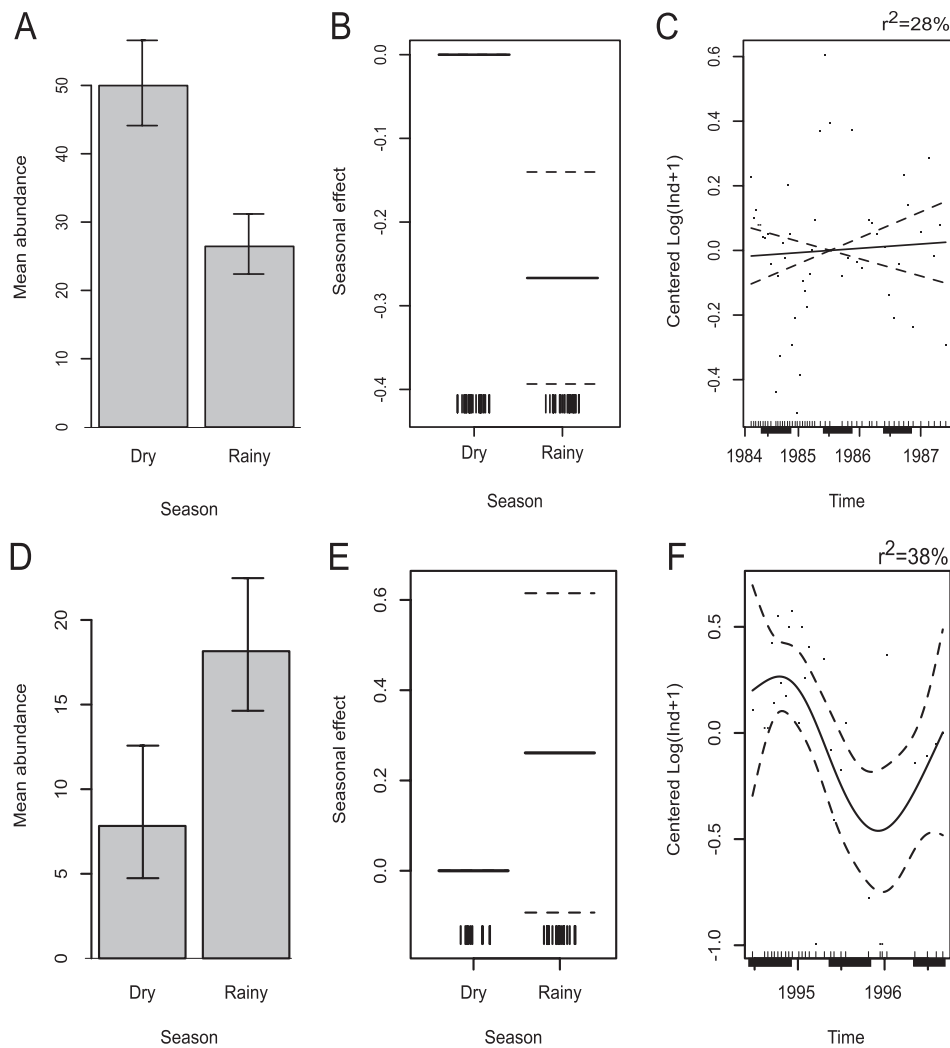 A
Mean abundance
50
40
30
20
10
0
Dry Rainy
Season
B
Seasonal effect
0.0
-0.1
-0.2
-0.3
-0.4
Dry Rainy
Season
C
r²=28%
Centered Log(Ind+1)
0.6
0.4
0.2
0.0
-0.2
-0.4
1984 1985 1986 1987
Time
D
Mean abundance
20
15
10
5
0
Dry Rainy
Season
E
Seasonal effect
0.6
0.4
0.2
0.0
Dry Rainy
Season
F
r²=38%
Centered Log(Ind+1)
0.5
0.0
-0.5
-1.0
1995 1996
Time